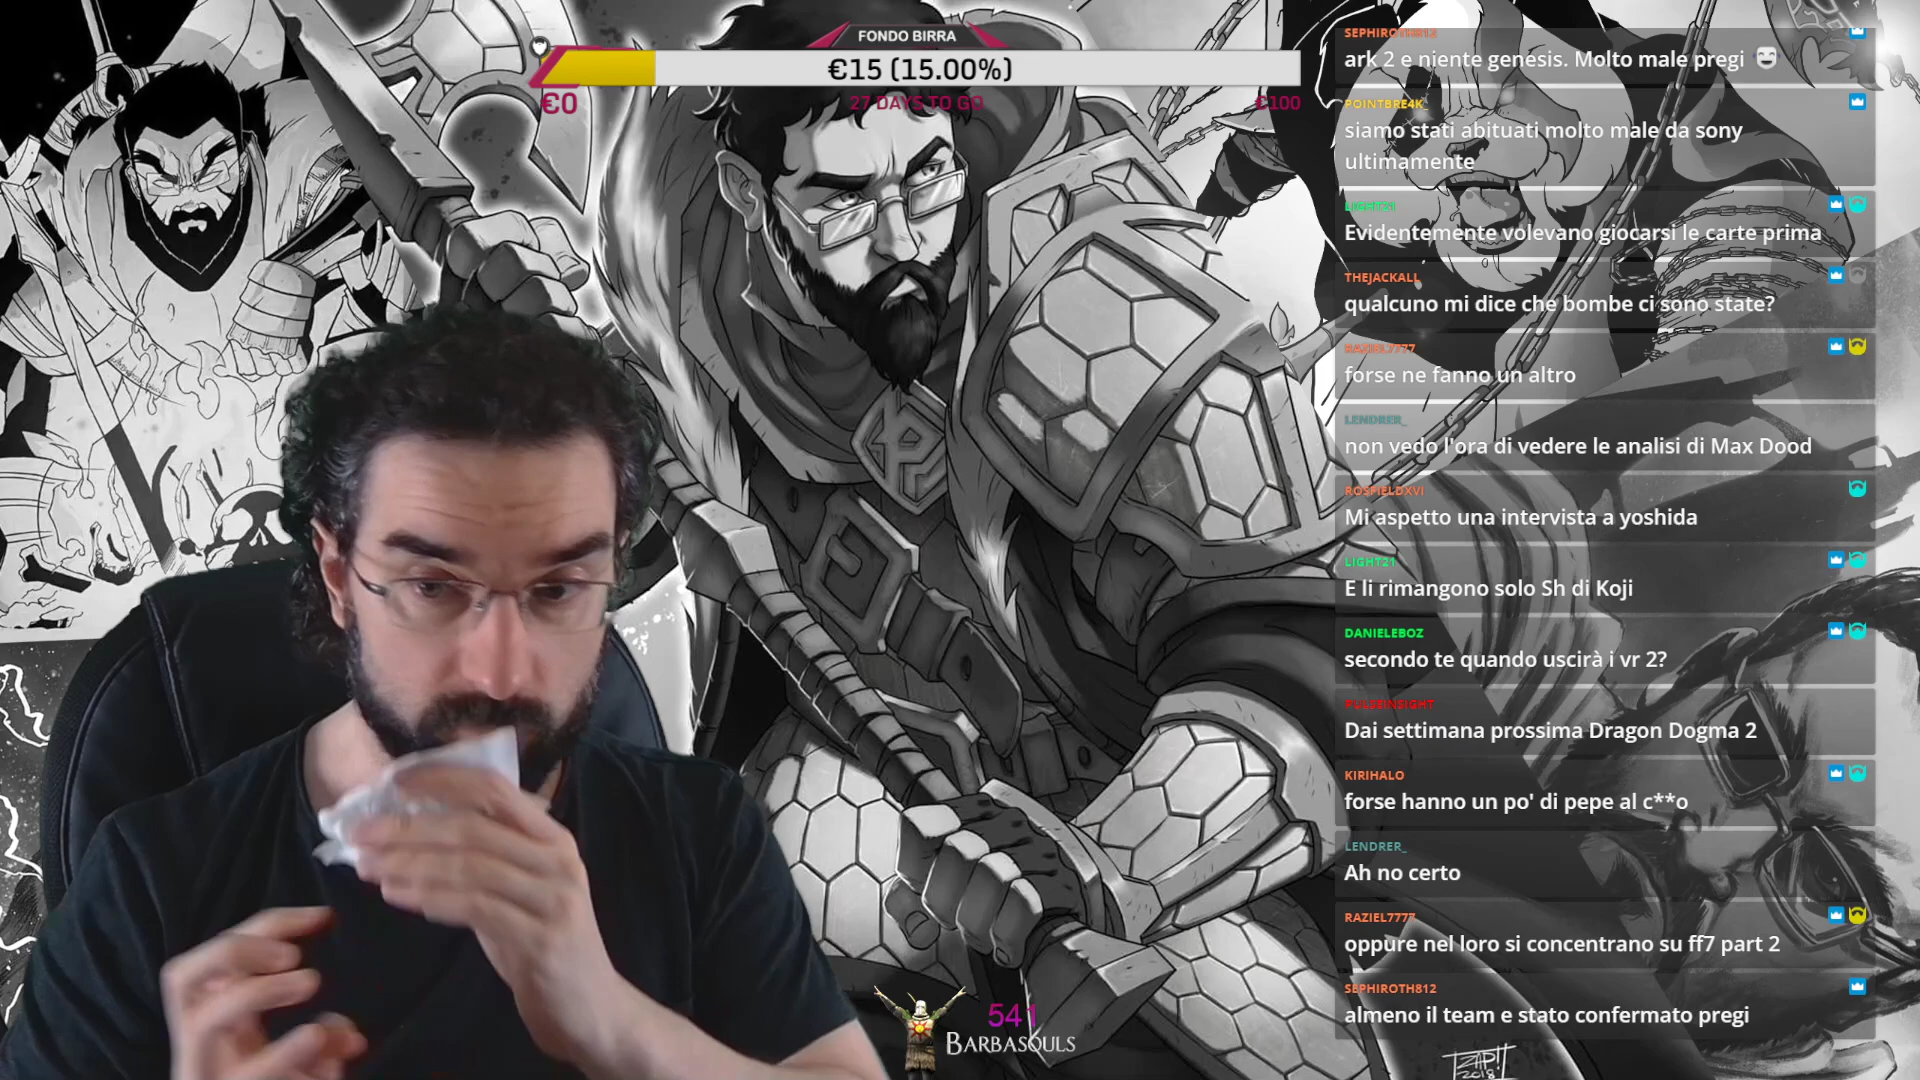 FONDO BIRRA
€15 (15.00%)
€0
27 DAYS TO GO
€100
SEPHIROTH812
ark 2 e niente genesis. Molto male pregi
POINTBRE4K
siamo stati abituati molto male da sony
ultimamente
LIGHT21
Evidentemente volevano giocarsi le carte prima
THEJACKALL
qualcuno mi dice che bombe ci sono state?
RAZIEL7777
forse ne fanno un altro
LENDRER_
non vedo l'ora di vedere le analisi di Max Dood
ROSFIELDXVI
Mi aspetto una intervista a yoshida
LIGHT21
E li rimangono solo Sh di Koji
DANIELEBOZ
secondo te quando uscirà i vr 2?
PULSEINSIGHT
Dai settimana prossima Dragon Dogma 2
KIRIHALO
forse hanno un po' di pepe al c**o
LENDRER_
Ah no certo
RAZIEL7777
oppure nel loro si concentrano su ff7 part 2
SEPHIROTH812
almeno il team e stato confermato pregi
541
BARBASOULS
TZAP!!
2018